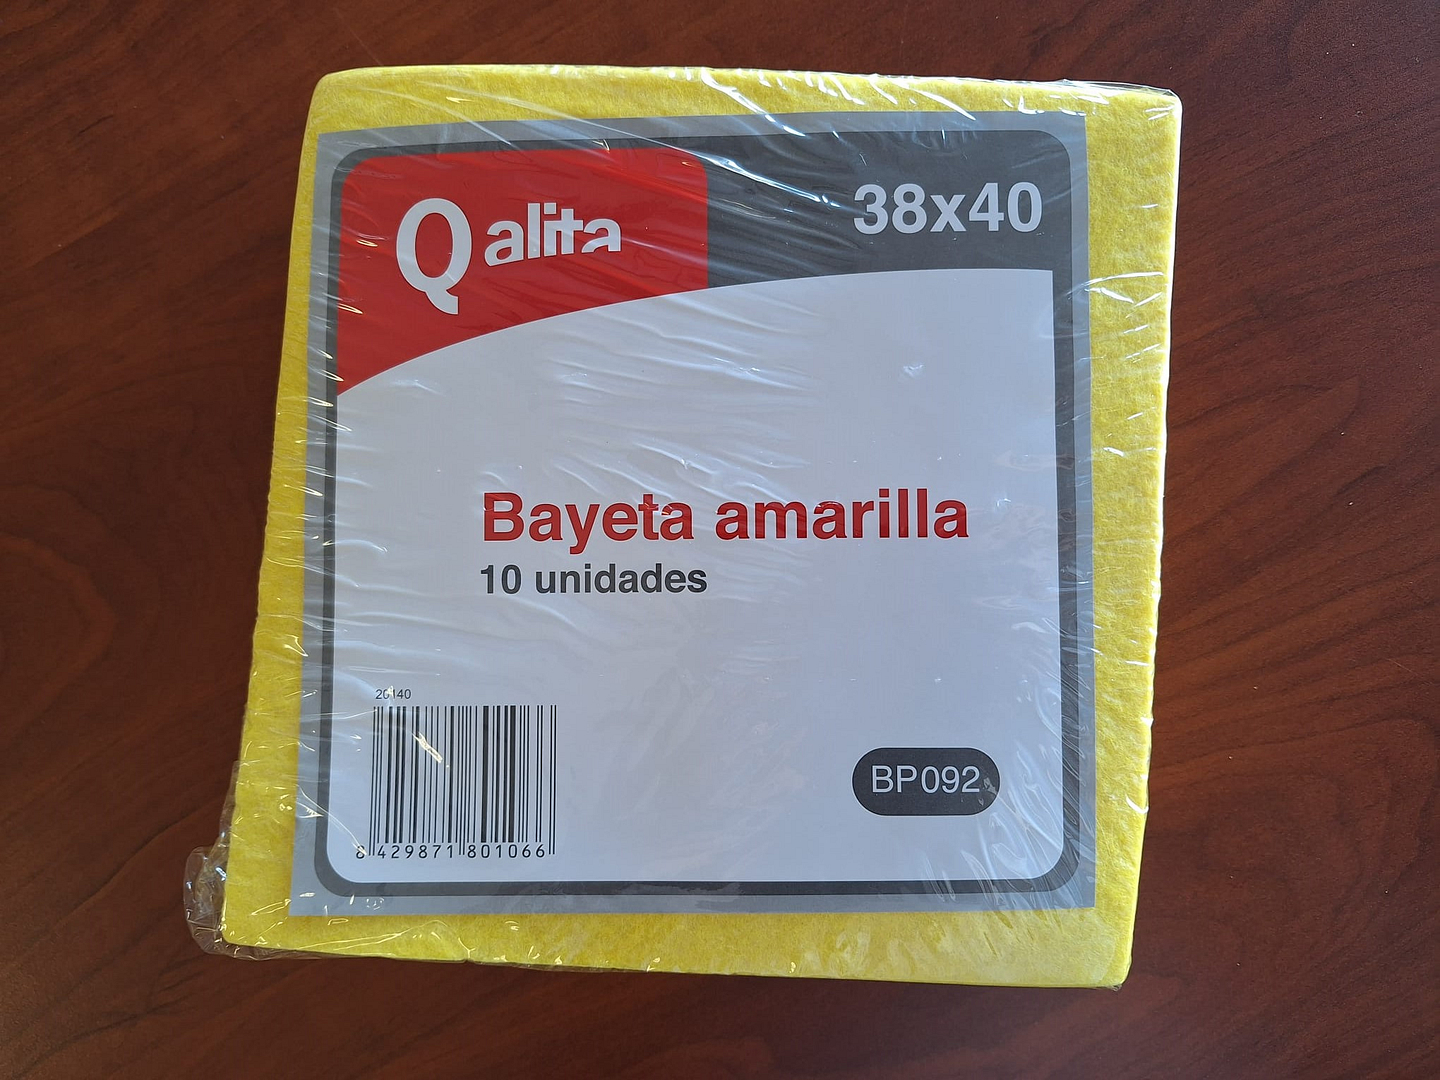 Qalita
38x40
Bayeta amarilla
10 unidades
20140
BP092
8 429871 801066